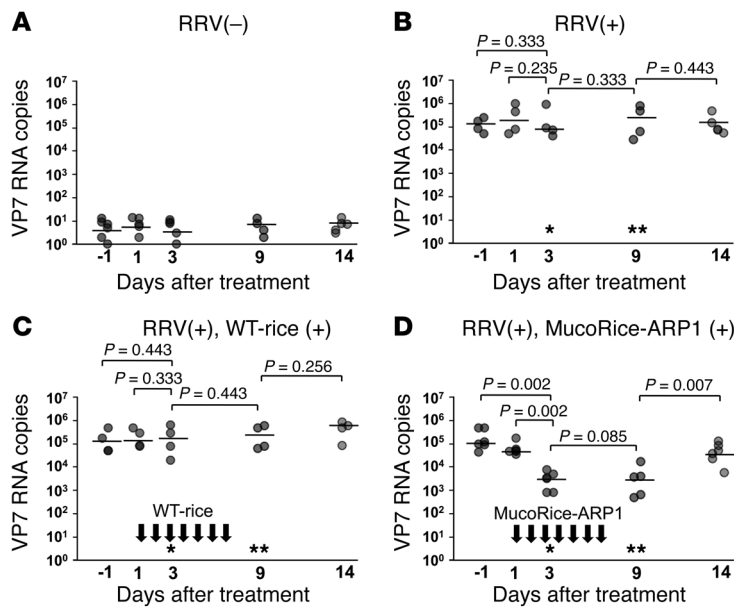 A
RRV(–)
VP7 RNA copies
10⁷
10⁶
10⁵
10⁴
10³
10²
10¹
10⁰
-1 1 3 9 14
Days after treatment
B
RRV(+)
P = 0.333
P = 0.235
P = 0.333
P = 0.443
VP7 RNA copies
10⁷
10⁶
10⁵
10⁴
10³
10²
10¹
10⁰
* **
-1 1 3 9 14
Days after treatment
C
RRV(+), WT-rice (+)
P = 0.443
P = 0.333
P = 0.443
P = 0.256
VP7 RNA copies
10⁷
10⁶
10⁵
10⁴
10³
10²
10¹
10⁰
WT-rice
* **
-1 1 3 9 14
Days after treatment
D
RRV(+), MucoRice-ARP1 (+)
P = 0.002
P = 0.002
P = 0.085
P = 0.007
VP7 RNA copies
10⁷
10⁶
10⁵
10⁴
10³
10²
10¹
10⁰
MucoRice-ARP1
* **
-1 1 3 9 14
Days after treatment